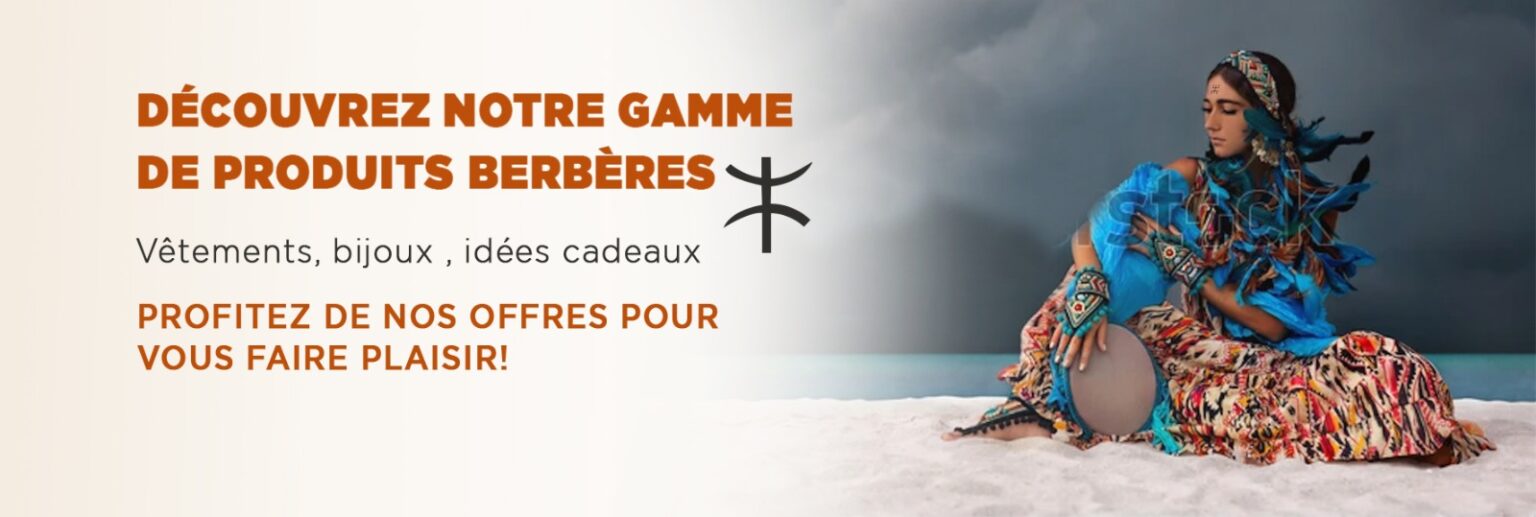 DÉCOUVREZ NOTRE GAMME
DE PRODUITS BERBÈRES
ⵣ
Vêtements, bijoux , idées cadeaux
PROFITEZ DE NOS OFFRES POUR
VOUS FAIRE PLAISIR!
iStock